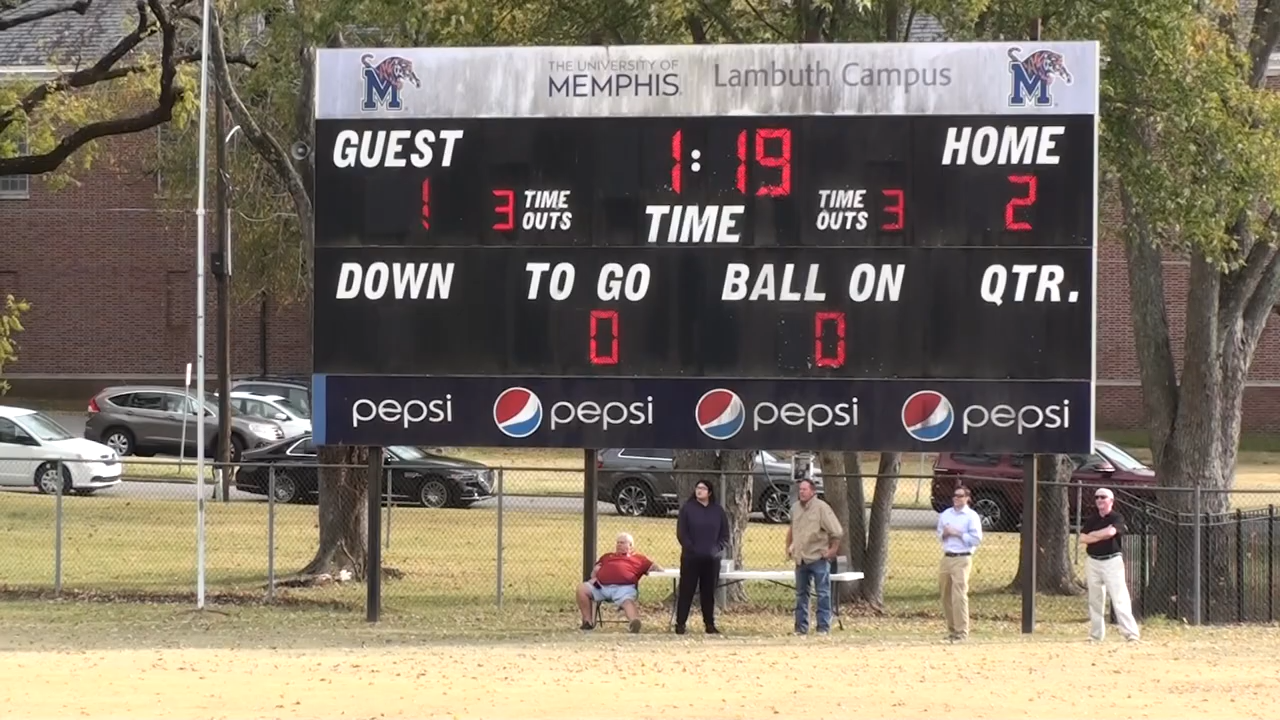 M THE UNIVERSITY OF
MEMPHIS Lambuth Campus M
GUEST 1:19 HOME
1 3 TIME OUTS TIME TIME OUTS 3 2
DOWN TO GO BALL ON QTR.
0 0
pepsi pepsi pepsi pepsi